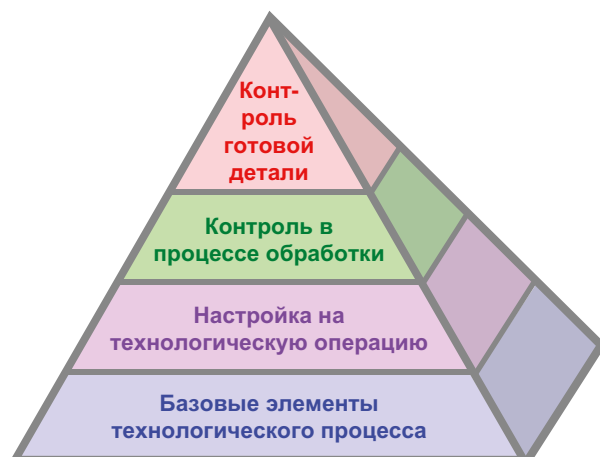 Конт-
роль
готовой
детали
Контроль в
процессе обработки
Настройка на
технологическую операцию
Базовые элементы
технологического процесса